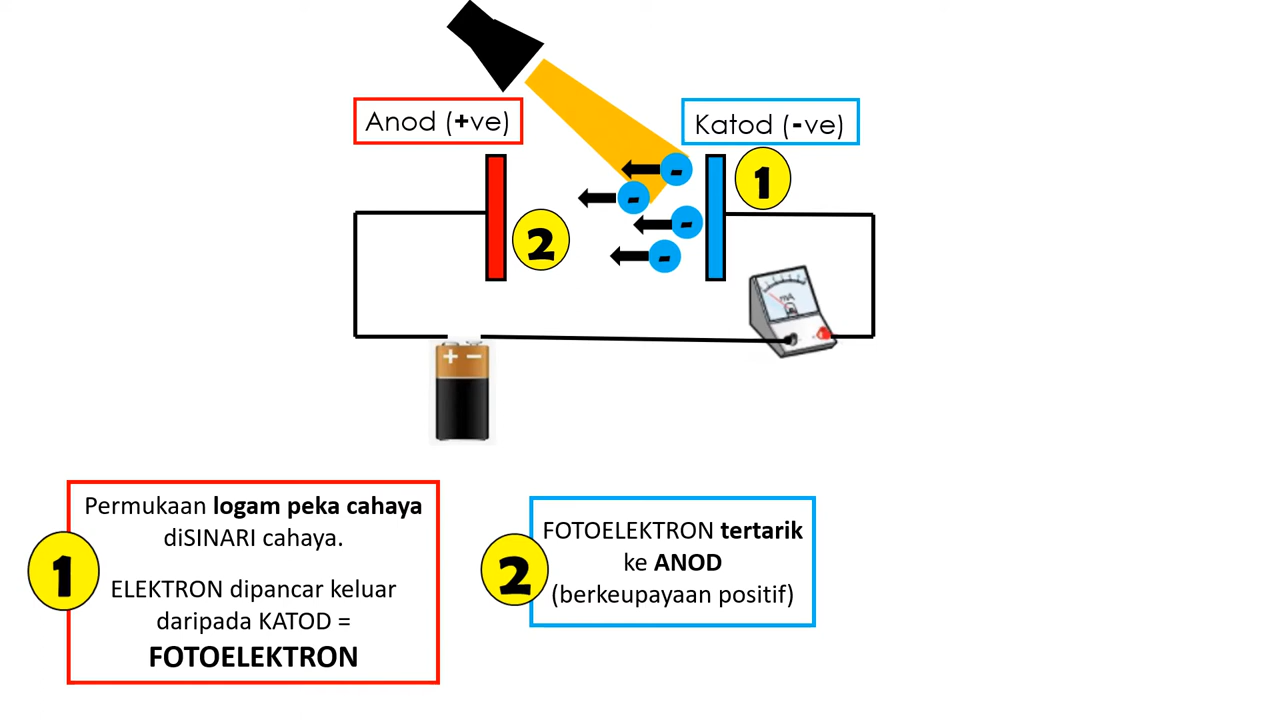 Anod (+ve)
Katod (-ve)
-
1
-
2
-
-
mA
+ −
Permukaan logam peka cahaya
diSINARI cahaya.
1
ELEKTRON dipancar keluar
daripada KATOD =
FOTOELEKTRON
FOTOELEKTRON tertarik
ke ANOD
2
(berkeupayaan positif)